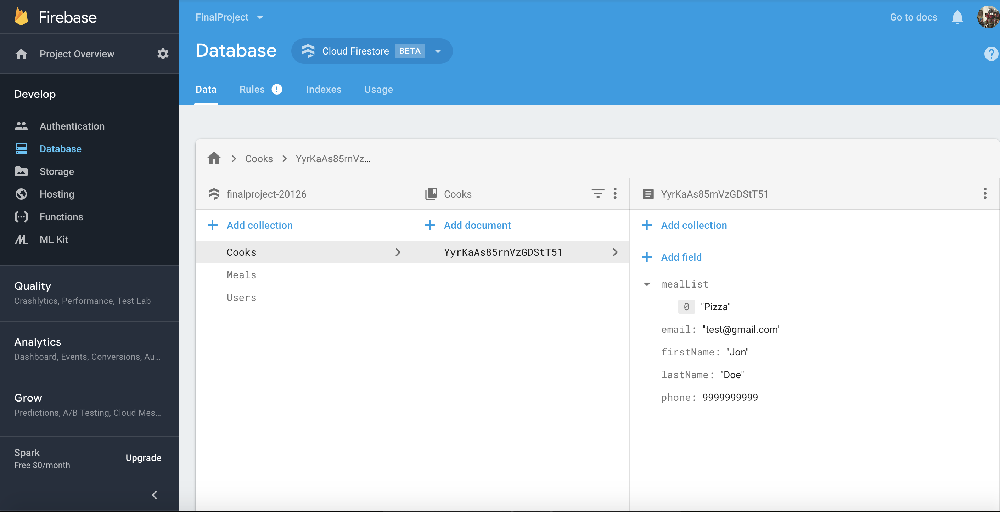 Firebase
Project Overview
Develop
Authentication
Database
Storage
Hosting
Functions
ML Kit
Quality
Crashlytics, Performance, Test Lab
Analytics
Dashboard, Events, Conversions, Au...
Grow
Predictions, A/B Testing, Cloud Mes...
Spark
Free $0/month
Upgrade
FinalProject
Go to docs
Database
Cloud Firestore BETA
Data Rules Indexes Usage
Cooks YyrKaAs85rnVz...
finalproject-20126
Add collection
Cooks
Meals
Users
Cooks
Add document
YyrKaAs85rnVzGDStT51
YyrKaAs85rnVzGDStT51
Add collection
Add field
mealList
0 "Pizza"
email: "test@gmail.com"
firstName: "Jon"
lastName: "Doe"
phone: 9999999999